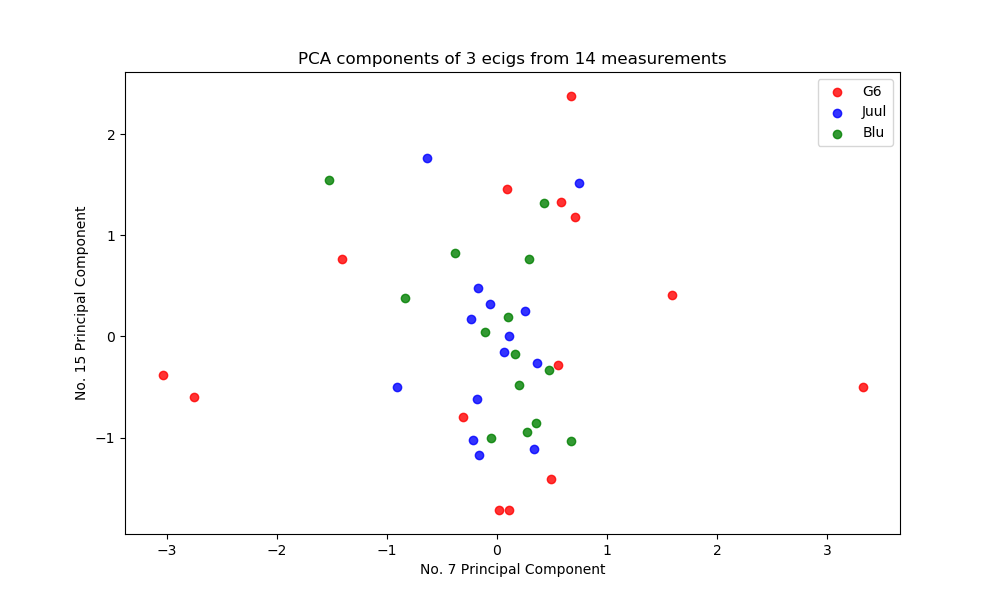 PCA components of 3 ecigs from 14 measurements
G6
Juul
Blu
2
1
0
−1
No. 15 Principal Component
−3 −2 −1 0 1 2 3
No. 7 Principal Component